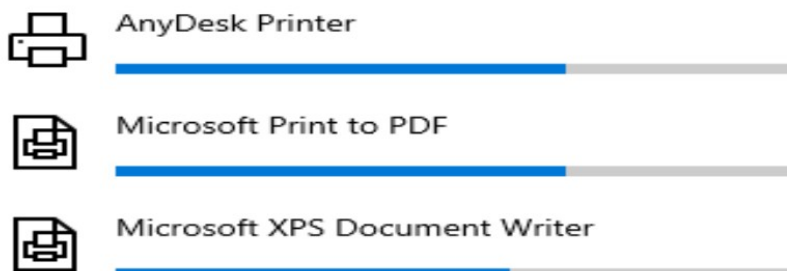 AnyDesk Printer
Microsoft Print to PDF
Microsoft XPS Document Writer